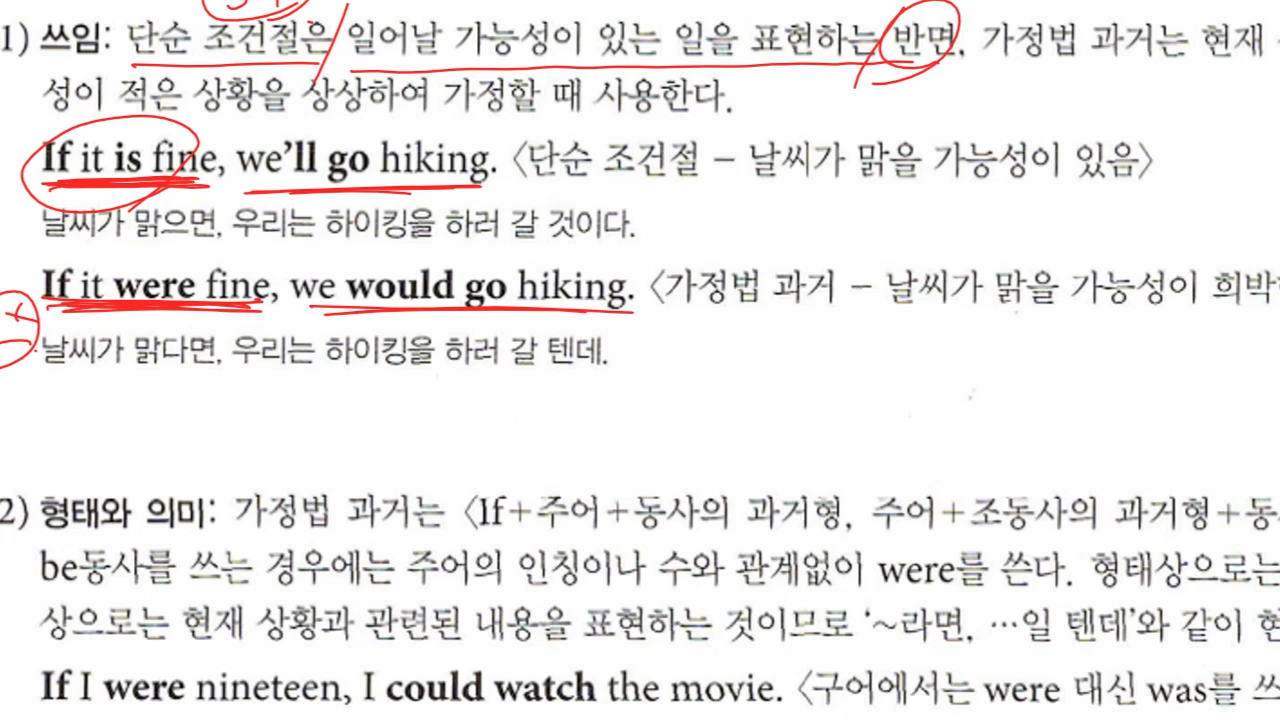 1) 쓰임: 단순 조건절은 일어날 가능성이 있는 일을 표현하는 반면, 가정법 과거는 현재
성이 적은 상황을 상상하여 가정할 때 사용한다.
If it is fine, we'll go hiking. 〈단순 조건절 – 날씨가 맑을 가능성이 있음〉
날씨가 맑으면, 우리는 하이킹을 하러 갈 것이다.
If it were fine, we would go hiking. 〈가정법 과거 – 날씨가 맑을 가능성이 희박
날씨가 맑다면, 우리는 하이킹을 하러 갈 텐데.
2) 형태와 의미: 가정법 과거는 〈If+주어+동사의 과거형, 주어+조동사의 과거형+동
be동사를 쓰는 경우에는 주어의 인칭이나 수와 관계없이 were를 쓴다. 형태상으로는
상으로는 현재 상황과 관련된 내용을 표현하는 것이므로 '~라면, …일 텐데'와 같이 현
If I were nineteen, I could watch the movie. 〈구어에서는 were 대신 was를 쓰